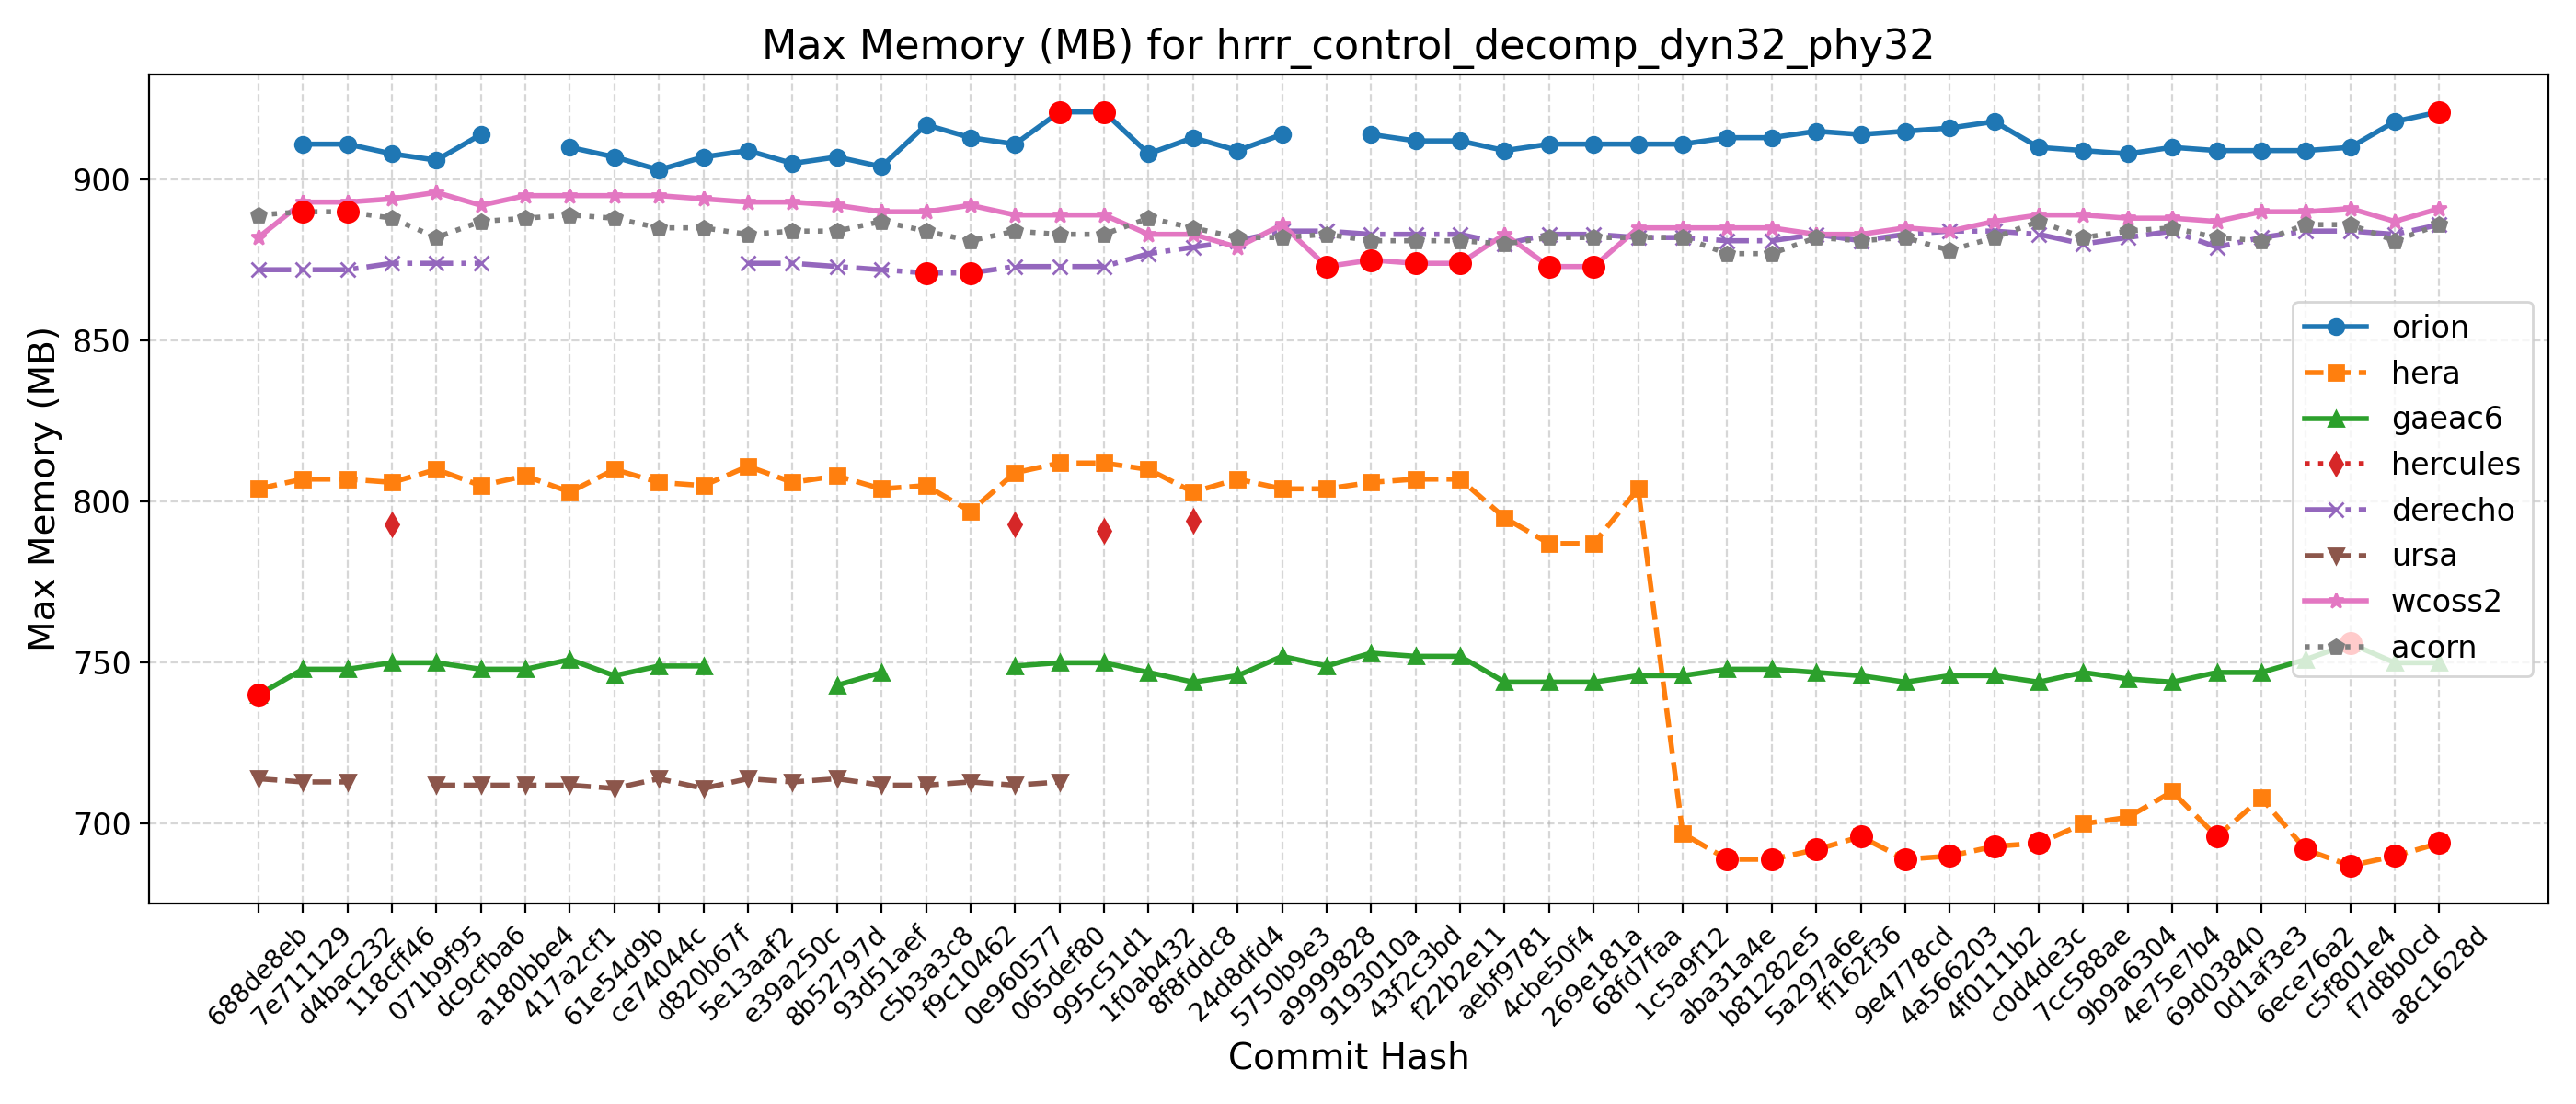 Max Memory (MB) for hrrr_control_decomp_dyn32_phy32
Max Memory (MB)
900
850
800
750
700
orion
hera
gaeac6
hercules
derecho
ursa
wcoss2
acorn
688de8eb
7e711129
d4bac232
118cff46
071b9f95
dc9cfba6
a180bbe4
417a2cf1
61e54d9b
ce74044c
d820b67f
5e13aaf2
e39a250c
8b52797d
93d51aef
c5b3a3c8
f9c10462
0e960577
065def80
995c51d1
1f0ab432
8f8fddc8
24d8dfd4
5750b9e3
a9999828
9193010a
43f2c3bd
f22b2e11
aebf9781
4cbe50f4
269e181a
68fd7faa
1c5a9f12
aba31a4e
b81282e5
5a297a6e
ff162f36
9e4778cd
4a566203
4f0111b2
c0d4de3c
7cc588ae
9b9a6304
4e75e7b4
69d03840
0d1af3e3
6ece76a2
c5f801e4
f7d8b0cd
a8c1628d
Commit Hash